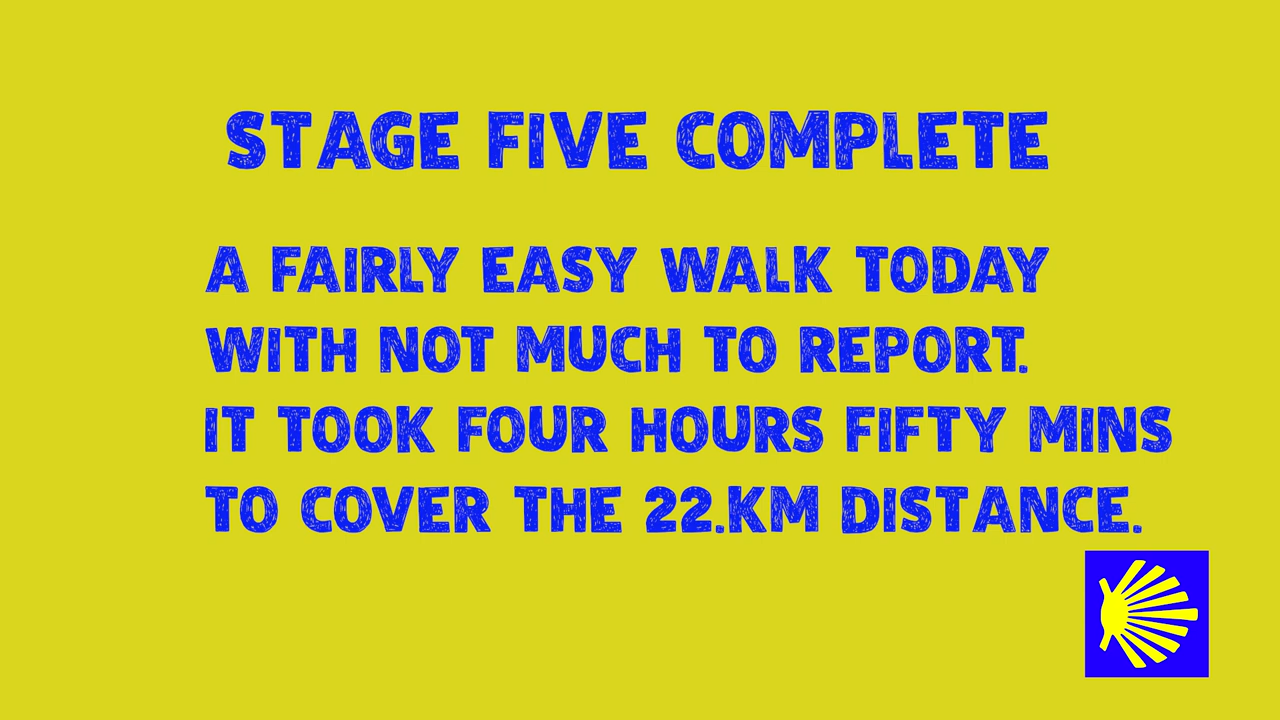 STAGE FIVE COMPLETE
A FAIRLY EASY WALK TODAY
WITH NOT MUCH TO REPORT.
IT TOOK FOUR HOURS FIFTY MINS
TO COVER THE 22.KM DISTANCE.